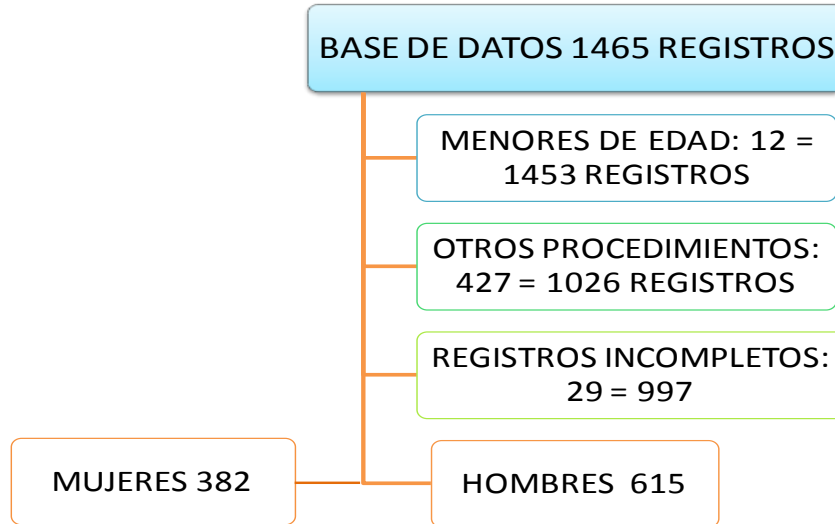 BASE DE DATOS 1465 REGISTROS
MENORES DE EDAD: 12 =
1453 REGISTROS
OTROS PROCEDIMIENTOS:
427 = 1026 REGISTROS
REGISTROS INCOMPLETOS:
29 = 997
MUJERES 382
HOMBRES 615